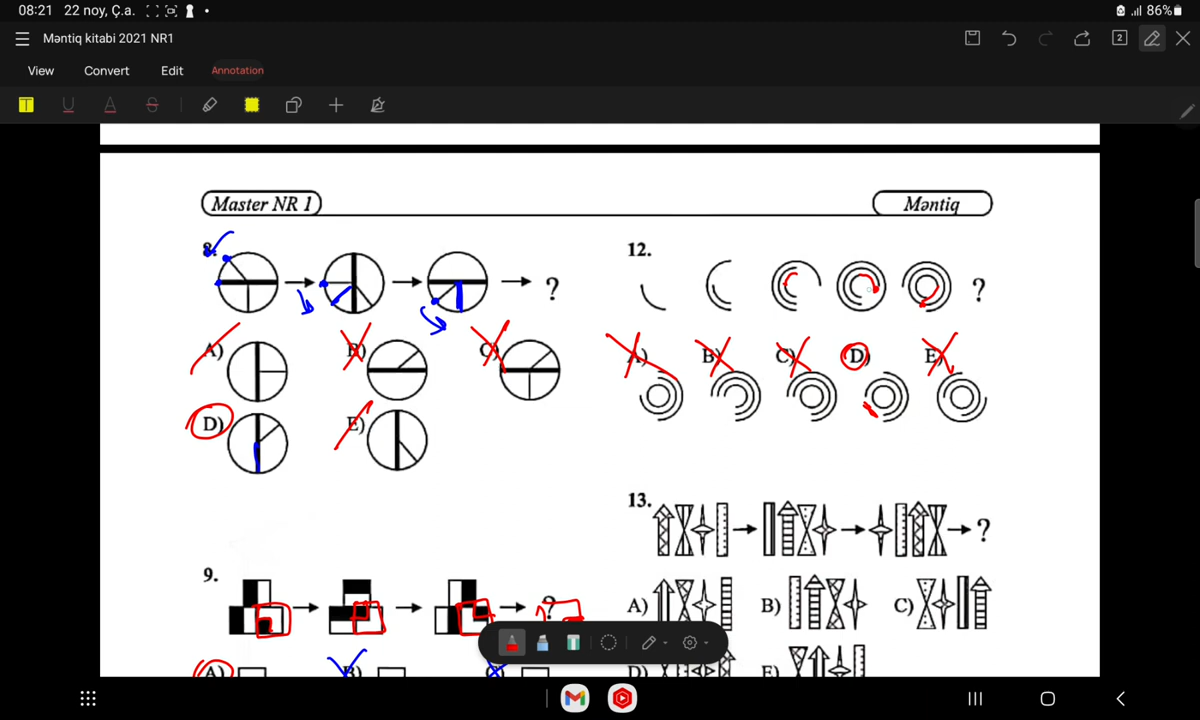 08:21 22 noy, Ç.a.
86%
Məntiq kitabi 2021 NR1
2
View Convert Edit Annotation
T U A S
Master NR 1
Məntiq
8.
?
A) B) C)
D) E)
12.
?
A) B) C) D) E)
13.
?
A) B) C)
D) E)
9.
?
A) B)